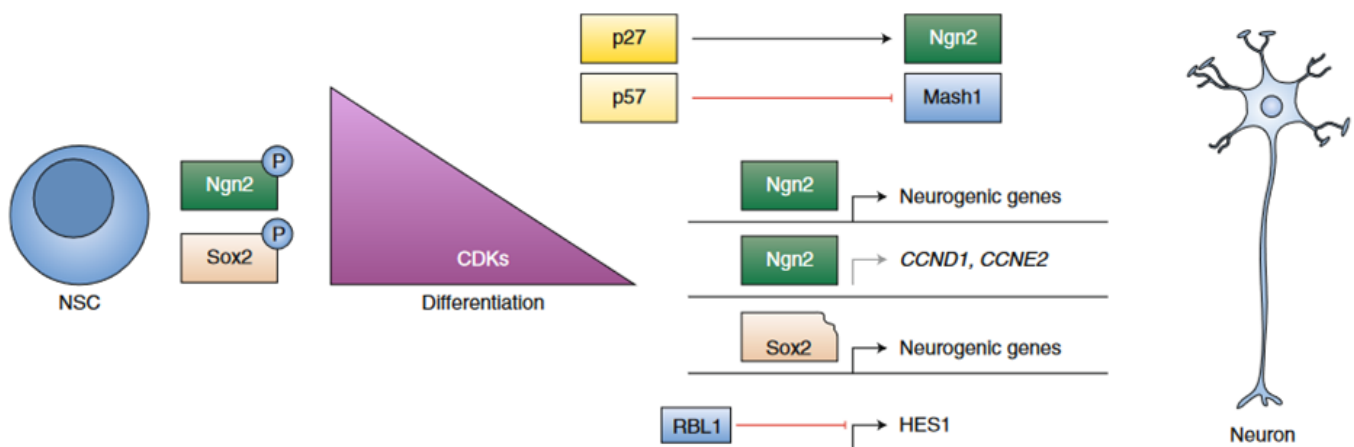 p27
Ngn2
p57
Mash1
Ngn2
P
Sox2
P
NSC
CDKs
Differentiation
Ngn2
Neurogenic genes
Ngn2
CCND1, CCNE2
Sox2
Neurogenic genes
RBL1
HES1
Neuron